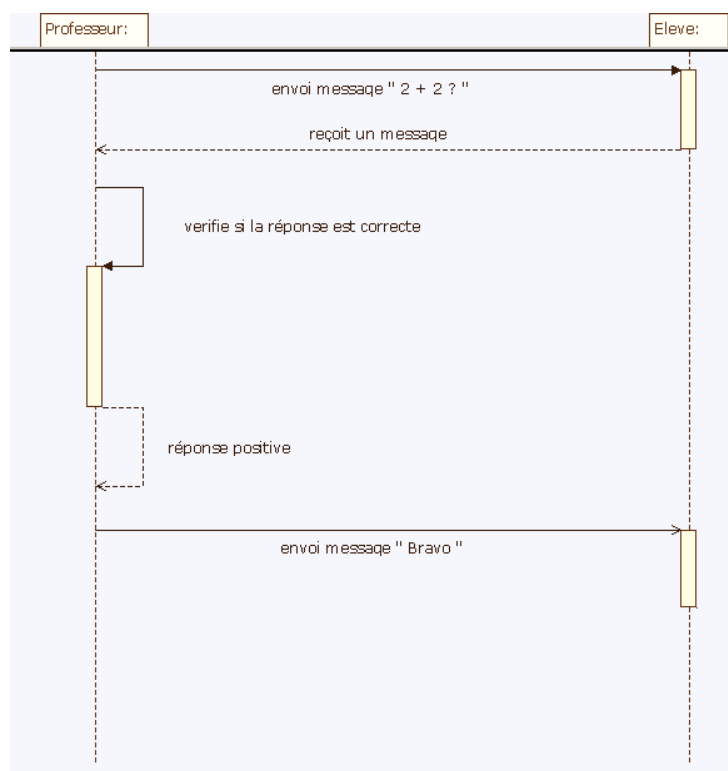 Professeur:
Eleve:
envoi message " 2 + 2 ? "
reçoit un message
verifie si la réponse est correcte
réponse positive
envoi message " Bravo "